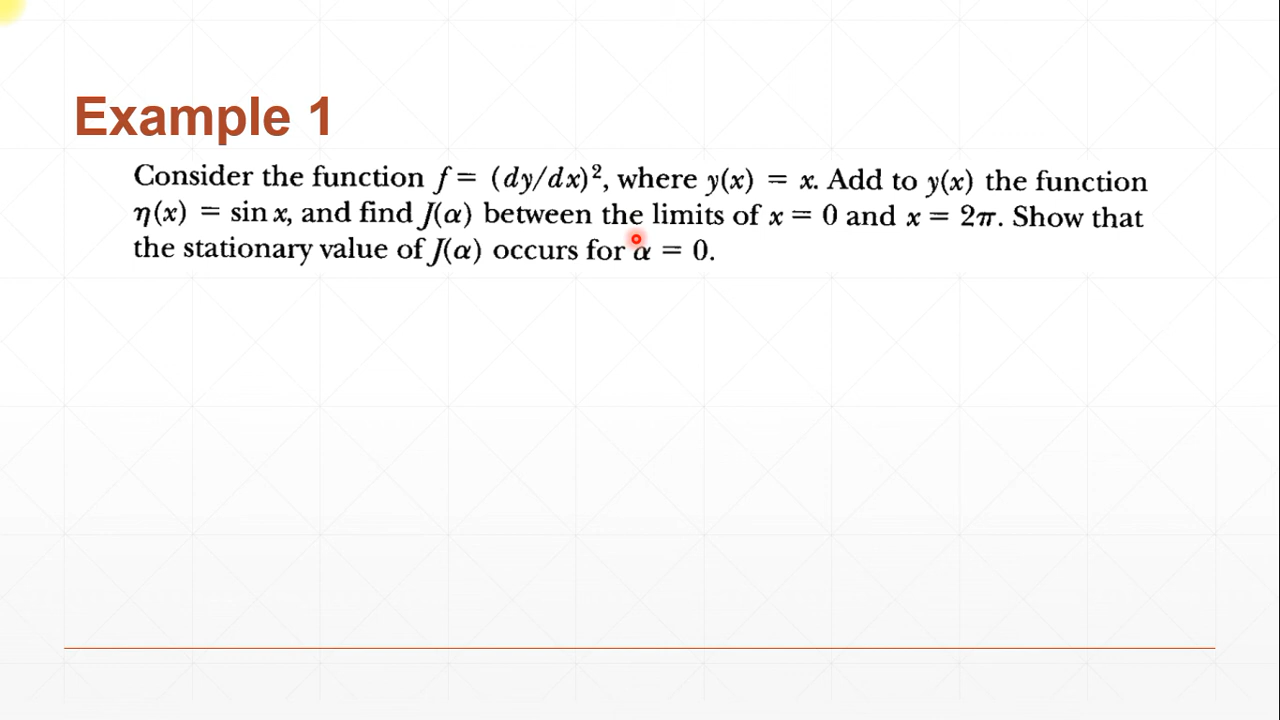 Example 1
Consider the function f = (dy/dx)², where y(x) = x. Add to y(x) the function
η(x) = sin x, and find J(α) between the limits of x = 0 and x = 2π. Show that
the stationary value of J(α) occurs for α = 0.